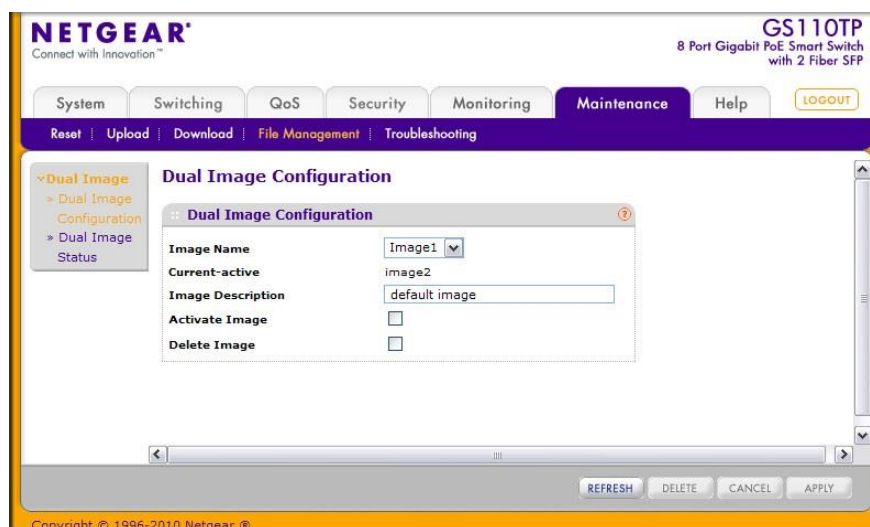 NETGEAR®
Connect with Innovation™
GS110TP
8 Port Gigabit PoE Smart Switch
with 2 Fiber SFP
System
Switching
QoS
Security
Monitoring
Maintenance
Help
LOGOUT
Reset
Upload
Download
File Management
Troubleshooting
Dual Image
» Dual Image
Configuration
» Dual Image
Status
Dual Image Configuration
Dual Image Configuration
?
Image Name
Image1
Current-active
image2
Image Description
default image
Activate Image
Delete Image
REFRESH
DELETE
CANCEL
APPLY
Copyright © 1996-2010 Netgear ®